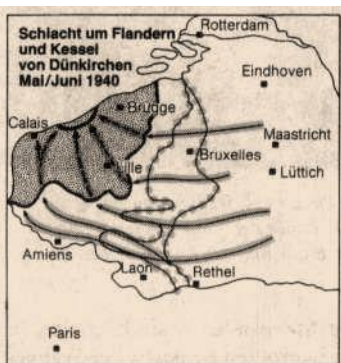 Schlacht um Flandern
und Kessel
von Dünkirchen
Mai/Juni 1940
Rotterdam
Eindhoven
Brügge
Calais
Maastricht
Lille
Bruxelles
Lüttich
Amiens
Laon
Rethel
Paris